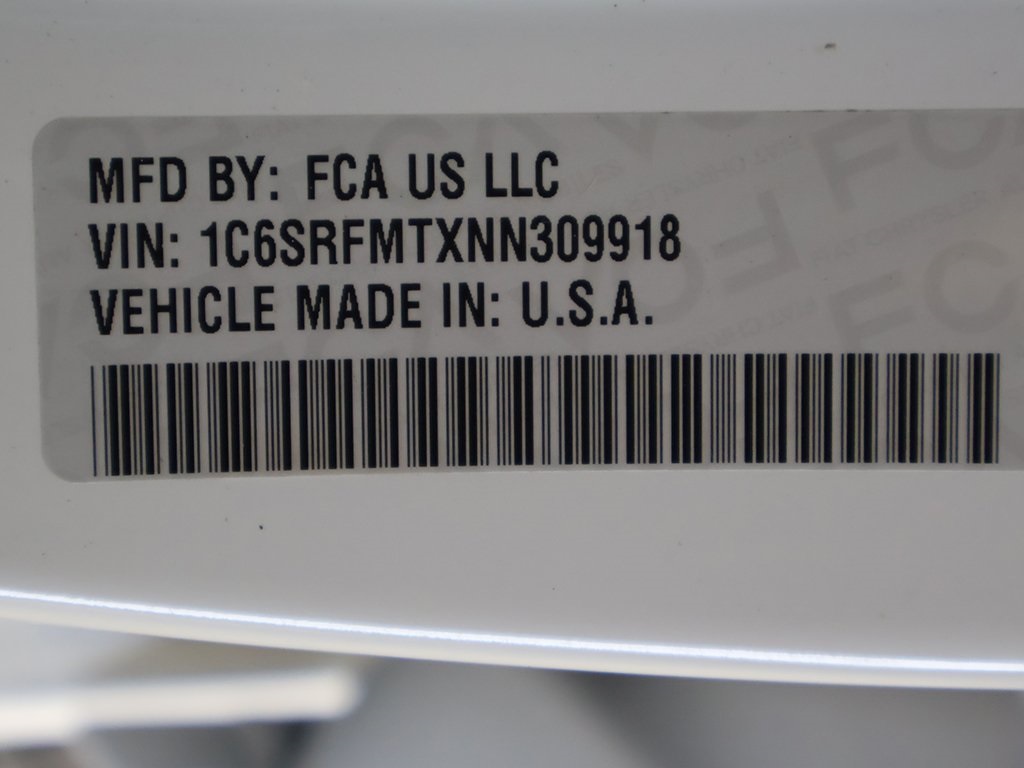 MFD BY: FCA US LLC
VIN: 1C6SRFMTXNN309918
VEHICLE MADE IN: U.S.A.